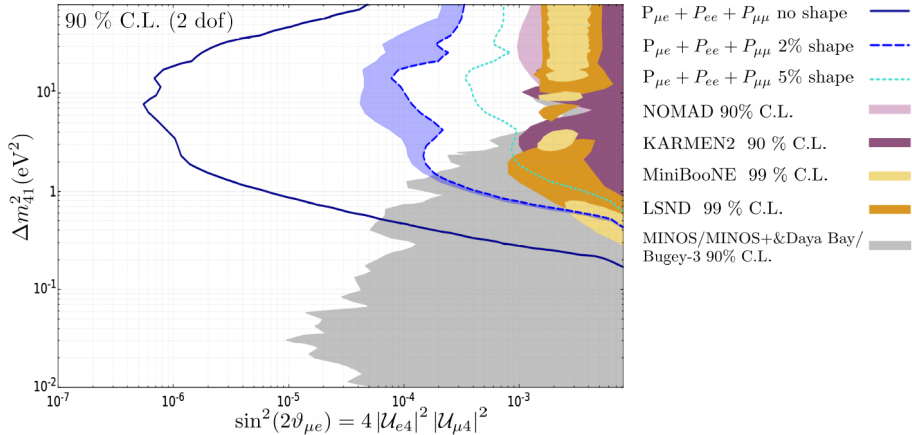 90 % C.L. (2 dof)
Δm²₄₁(eV²)
10¹
1
10⁻¹
10⁻²
10⁻⁷
10⁻⁶
10⁻⁵
10⁻⁴
10⁻³
sin²(2ϑ_μe) = 4 |𝒰_e4|² |𝒰_μ4|²
P_μe + P_ee + P_μμ no shape
P_μe + P_ee + P_μμ 2% shape
P_μe + P_ee + P_μμ 5% shape
NOMAD 90% C.L.
KARMEN2 90 % C.L.
MiniBooNE 99 % C.L.
LSND 99 % C.L.
MINOS/MINOS+&Daya Bay/
Bugey-3 90% C.L.